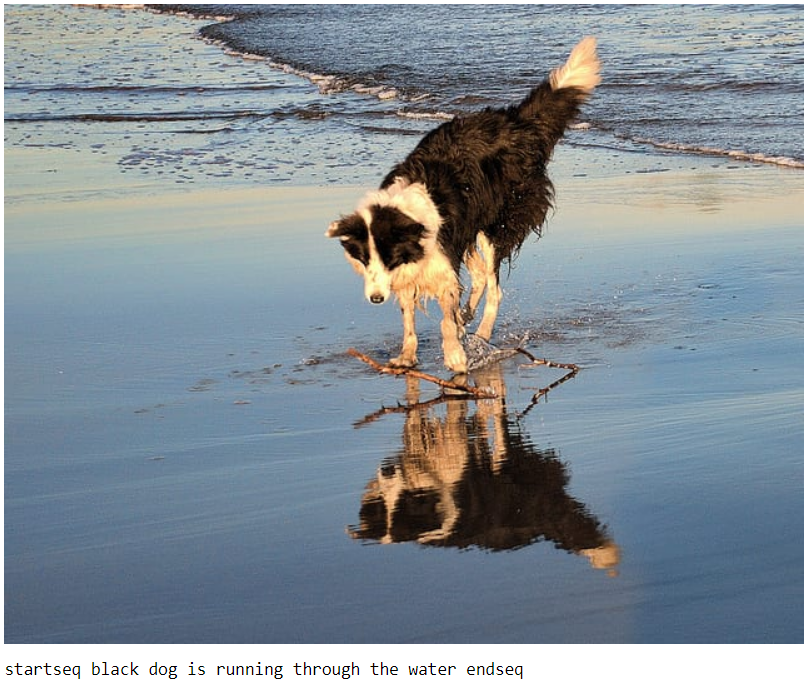 startseq black dog is running through the water endseq